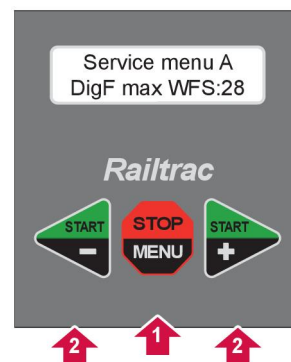 Service menu A
DigF max WFS:28
Railtrac
START
-
STOP
MENU
START
+
2
1
2